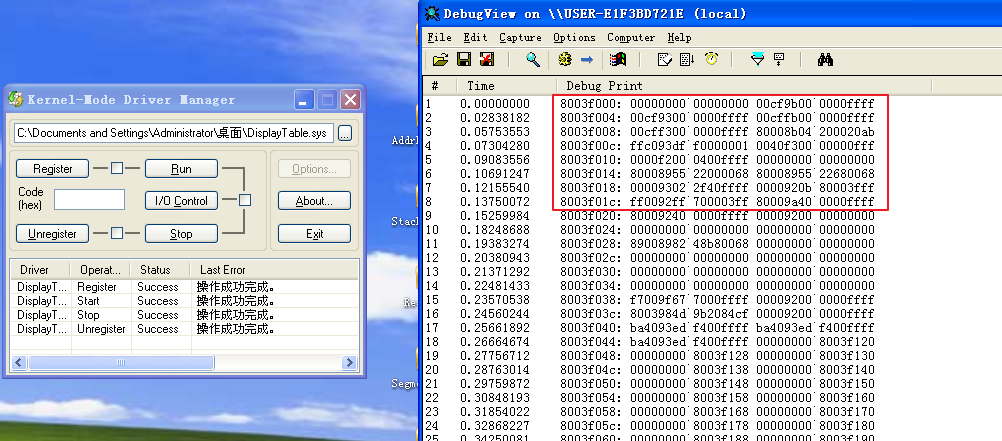 Kernel-Mode Driver Manager
C:\Documents and Settings\Administrator\桌面\DisplayTable.sys
...
Register
Run
Options...
Code
(hex)
I/O Control
About...
Unregister
Stop
Exit
Driver Operat... Status Last Error
DisplayT... Register Success 操作成功完成。
DisplayT... Start Success 操作成功完成。
DisplayT... Stop Success 操作成功完成。
DisplayT... Unregister Success 操作成功完成。
DebugView on \\USER-E1F3BD721E (local)
File Edit Capture Options Computer Help
# Time Debug Print
1 0.00000000 8003f000: 00000000`00000000 00cf9b00`0000ffff
2 0.02838182 8003f004: 00cf9300`0000ffff 00cffb00`0000ffff
3 0.05753553 8003f008: 00cff300`0000ffff 80008b04`200020ab
4 0.07304280 8003f00c: ffc093df`f0000001 0040f300`0000ffff
5 0.09083556 8003f010: 0000f200`0400ffff 00000000`00000000
6 0.10691247 8003f014: 80008955`22000068 80008955`22680068
7 0.12155540 8003f018: 00009302`2f40ffff 0000920b`80003fff
8 0.13750072 8003f01c: ff0092ff`700003ff 80009a40`0000ffff
9 0.15259984 8003f020: 80009240`0000ffff 00009200`00000000
10 0.18248688 8003f024: 00000000`00000000 00000000`00000000
11 0.19383274 8003f028: 89008982`48b80068 00000000`00000000
12 0.20380943 8003f02c: 00000000`00000000 00000000`00000000
13 0.21371292 8003f030: 00000000`00000000 00000000`00000000
14 0.22481433 8003f034: 00000000`00000000 00000000`00000000
15 0.23570538 8003f038: f7009f67`7000ffff 00009200`0000ffff
16 0.24560244 8003f03c: 8003984d`9b2084cf 00009200`0000ffff
17 0.25661892 8003f040: ba4093ed`f400ffff ba4093ed`f400ffff
18 0.26664674 8003f044: ba4093ed`f400ffff 00000000`8003f120
19 0.27756712 8003f048: 00000000`8003f128 00000000`8003f130
20 0.28763014 8003f04c: 00000000`8003f138 00000000`8003f140
21 0.29759872 8003f050: 00000000`8003f148 00000000`8003f150
22 0.30848193 8003f054: 00000000`8003f158 00000000`8003f160
23 0.31854022 8003f058: 00000000`8003f168 00000000`8003f170
24 0.32868227 8003f05c: 00000000`8003f178 00000000`8003f180